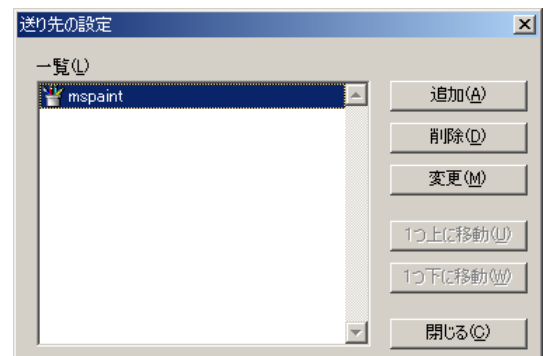 送り先の設定
一覧(L)
mspaint
追加(A)
削除(D)
変更(M)
1つ上に移動(U)
1つ下に移動(W)
閉じる(C)